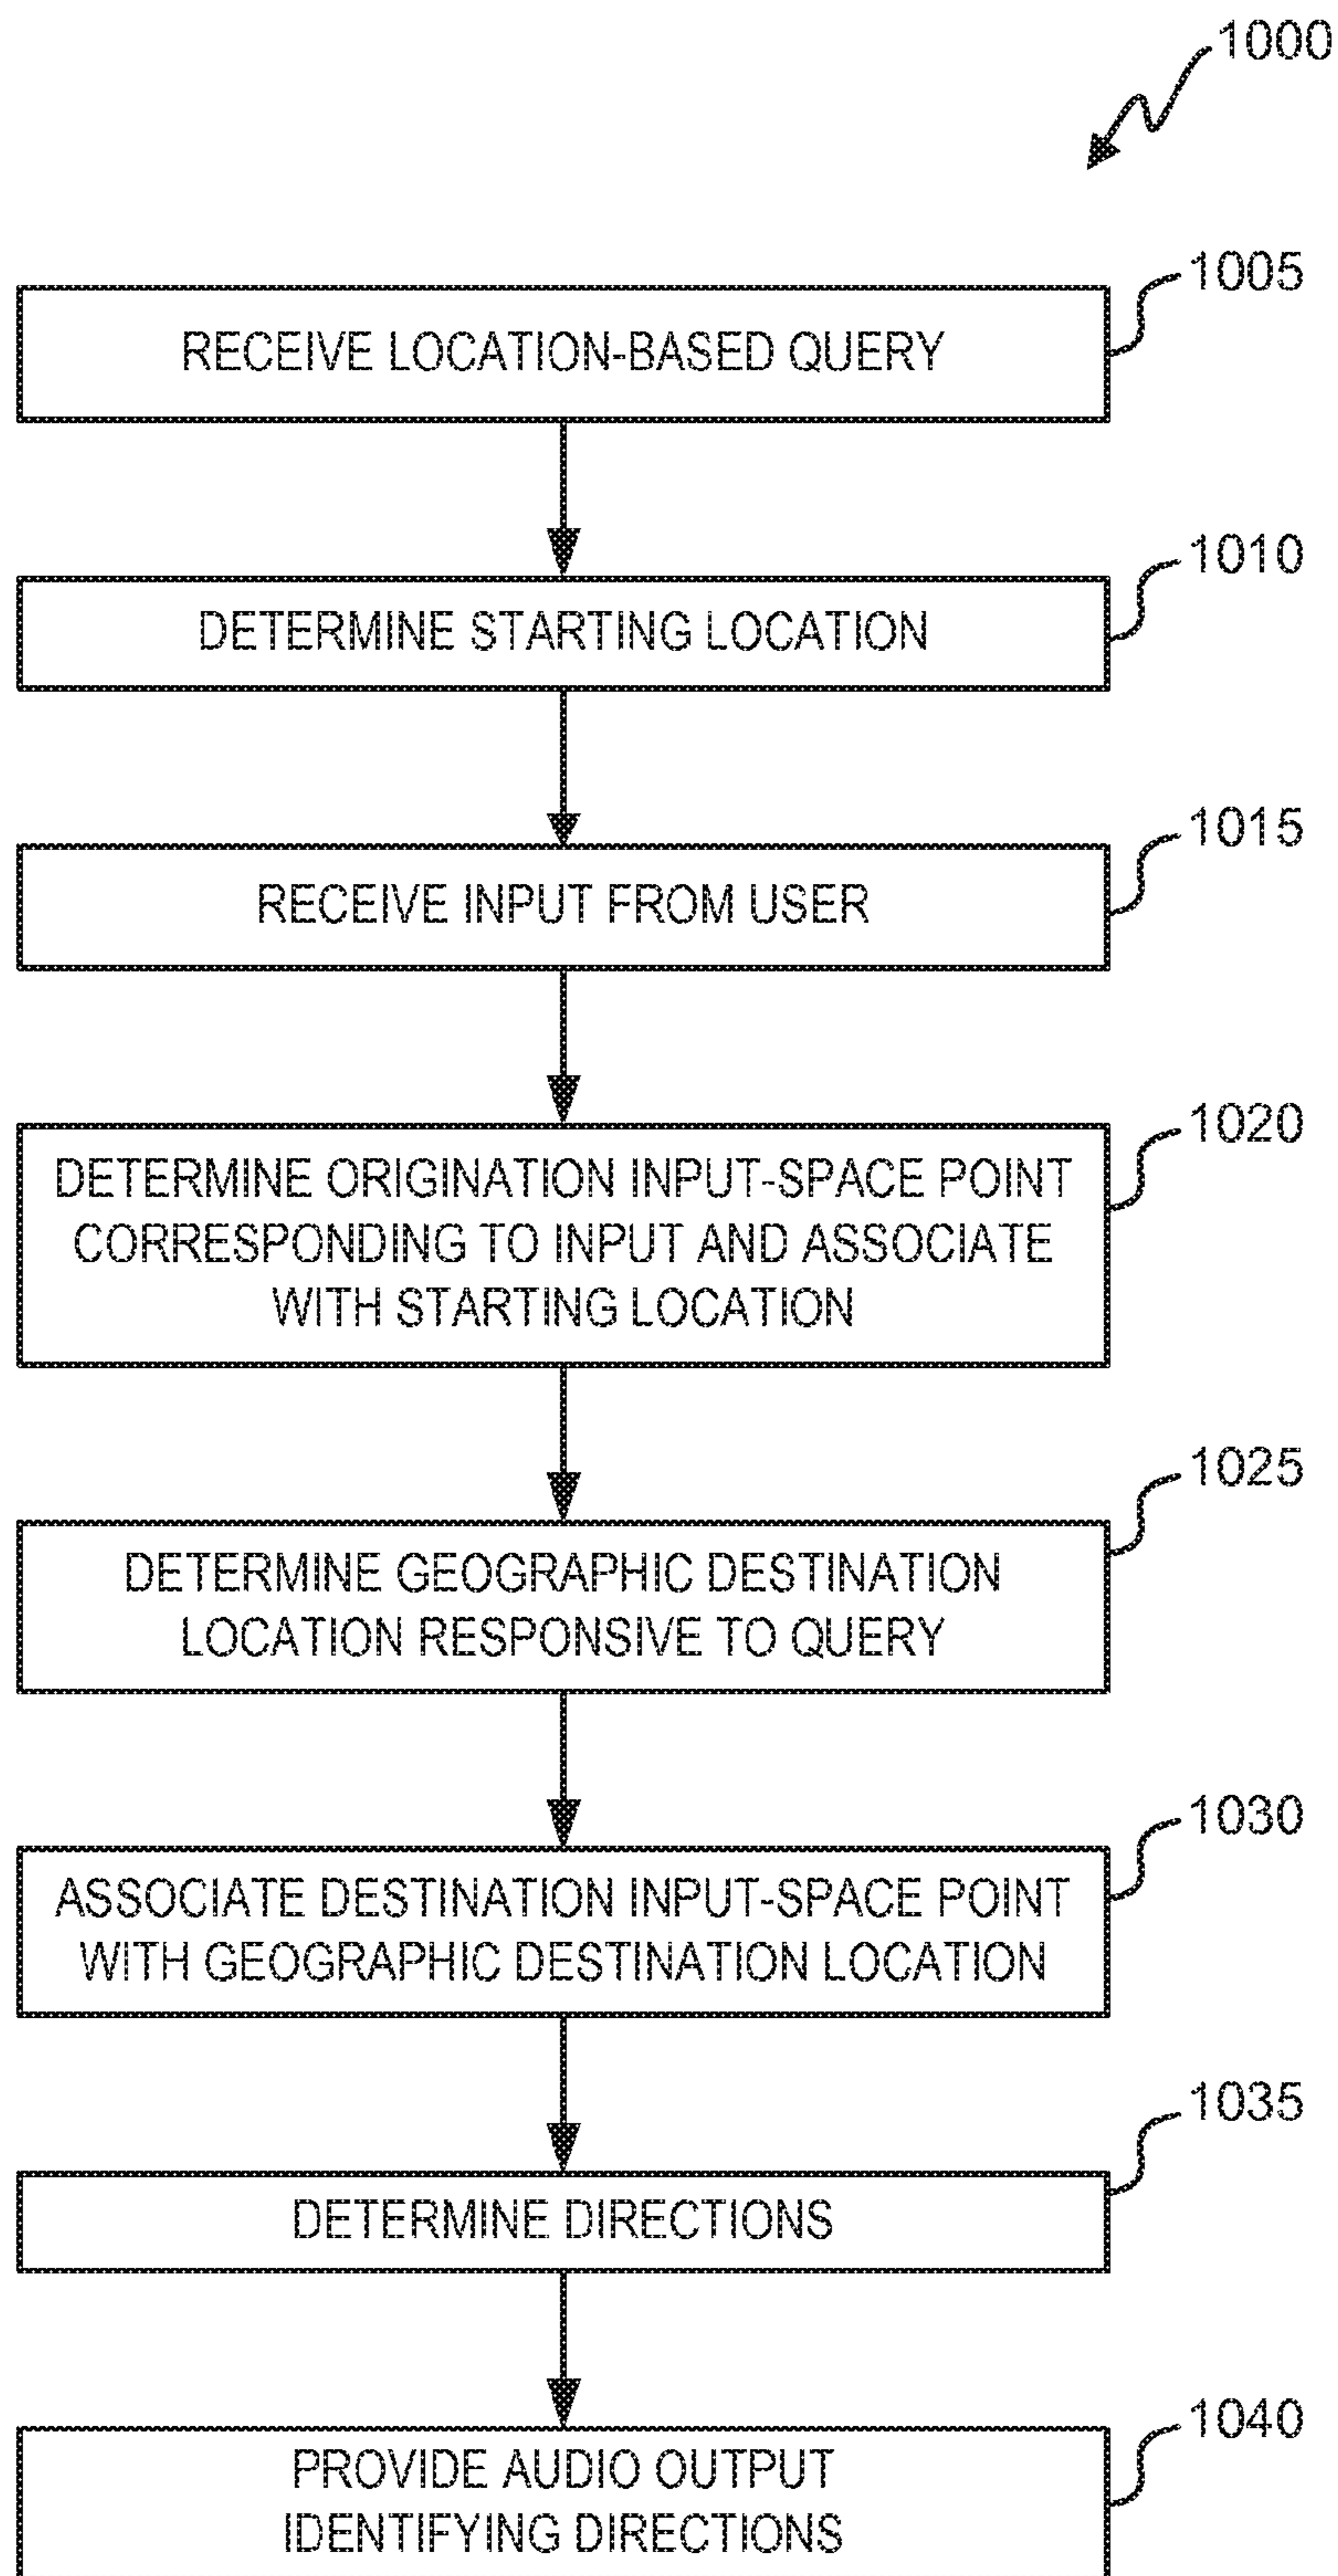 1000
1005
RECEIVE LOCATION-BASED QUERY
1010
DETERMINE STARTING LOCATION
1015
RECEIVE INPUT FROM USER
1020
DETERMINE ORIGINATION INPUT-SPACE POINT
CORRESPONDING TO INPUT AND ASSOCIATE
WITH STARTING LOCATION
1025
DETERMINE GEOGRAPHIC DESTINATION
LOCATION RESPONSIVE TO QUERY
1030
ASSOCIATE DESTINATION INPUT-SPACE POINT
WITH GEOGRAPHIC DESTINATION LOCATION
1035
DETERMINE DIRECTIONS
1040
PROVIDE AUDIO OUTPUT
IDENTIFYING DIRECTIONS